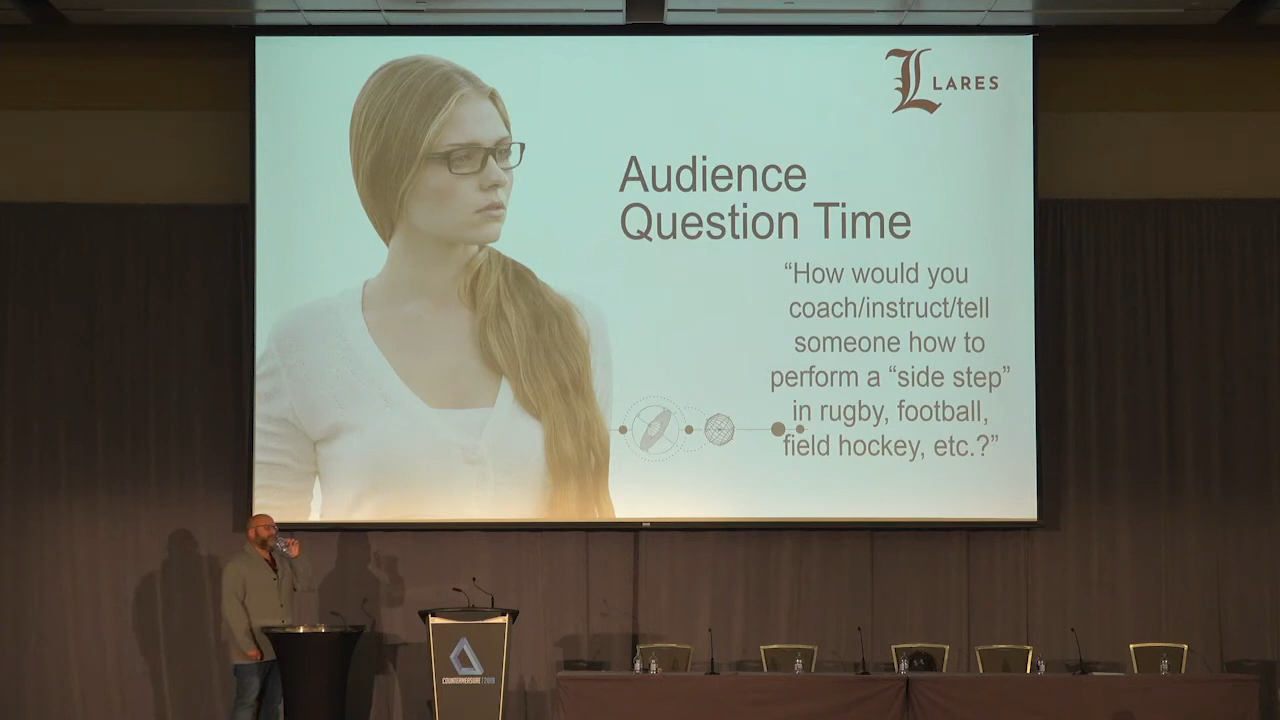 L LARES
Audience
Question Time
“How would you
coach/instruct/tell
someone how to
perform a “side step”
in rugby, football,
field hockey, etc.?”
COUNTERMEASURE | 2019